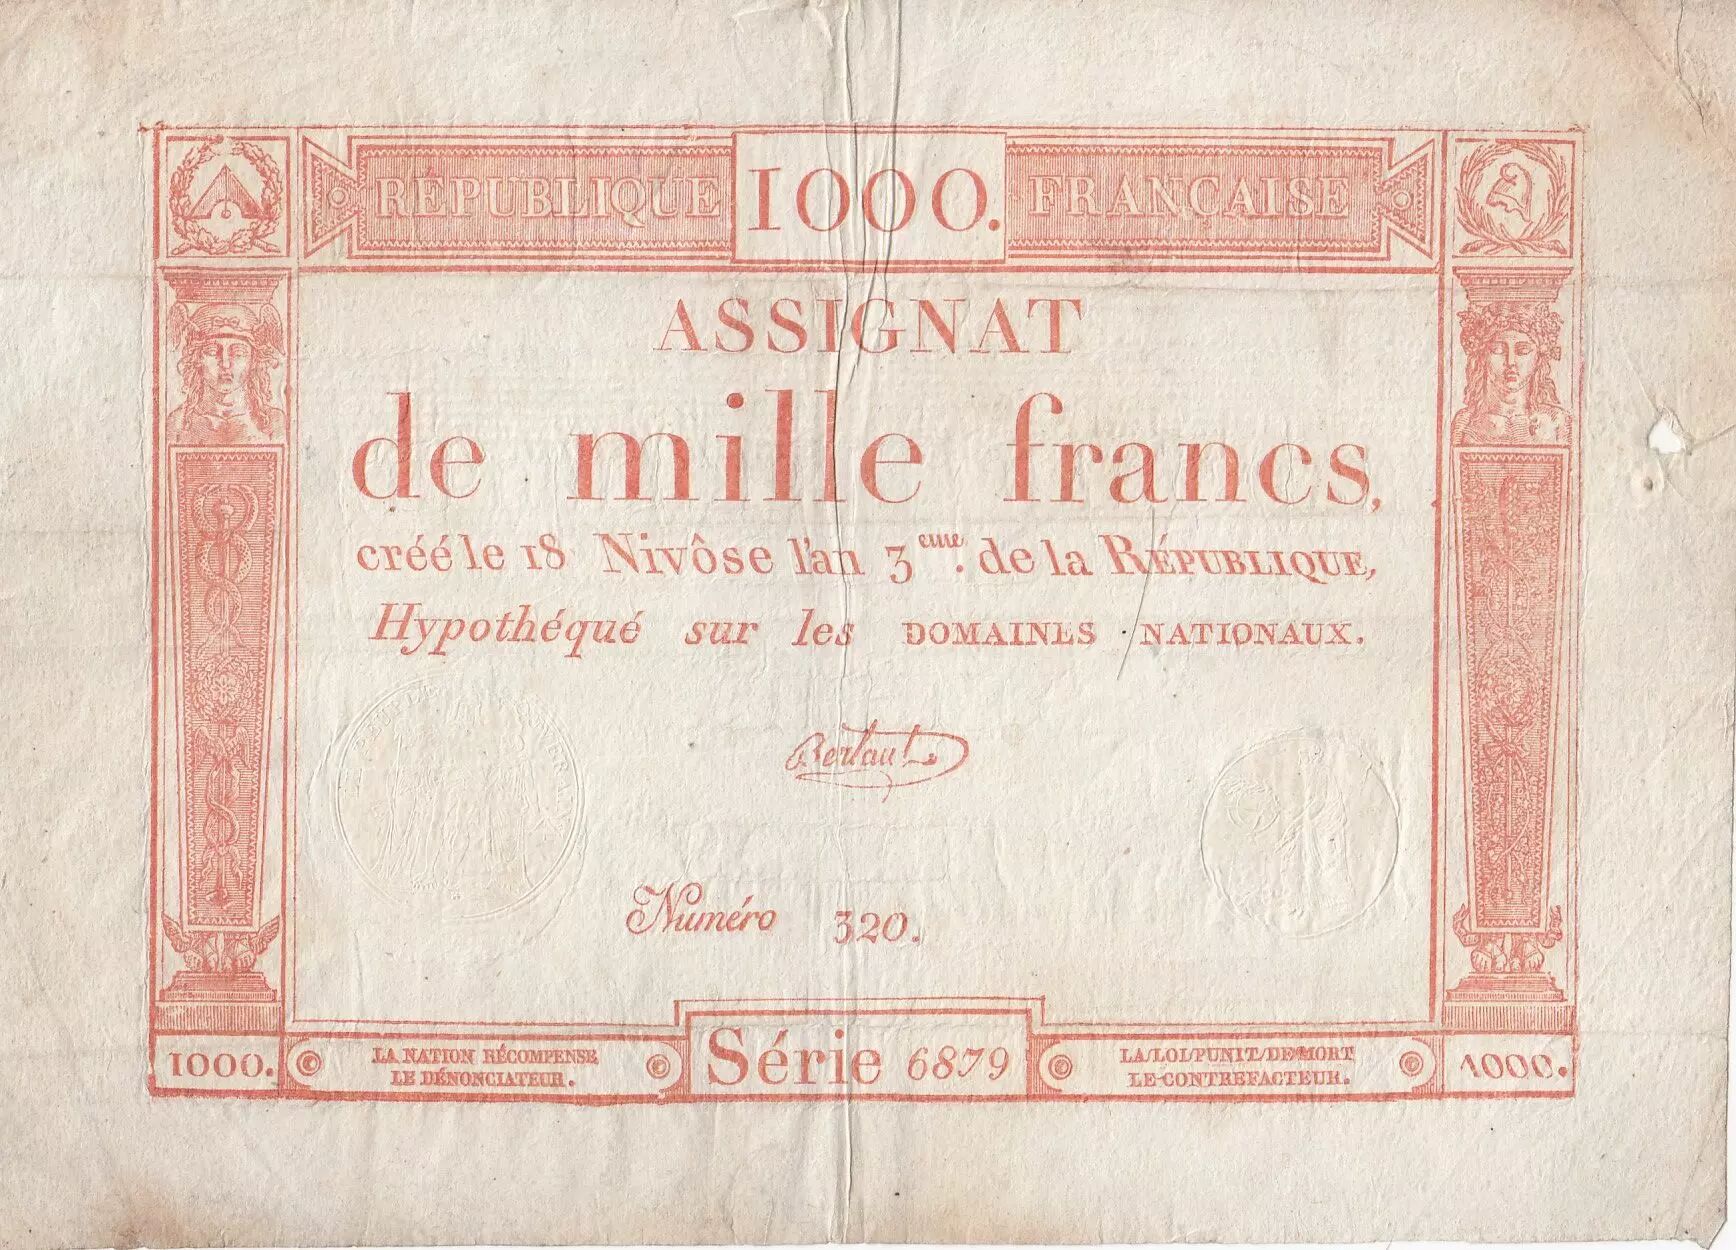 RÉPUBLIQUE 1000. FRANÇAISE
ASSIGNAT
de mille francs,
créé le 18 Nivôse l'an 3eme. de la RÉPUBLIQUE,
Hypothéqué sur les DOMAINES NATIONAUX.
Bertaut
Numéro 320.
1000.
LA NATION RÉCOMPENSE
LE DÉNONCIATEUR.
Série 6879
LA LOI PUNIT DE MORT
LE CONTREFACTEUR.
1000.